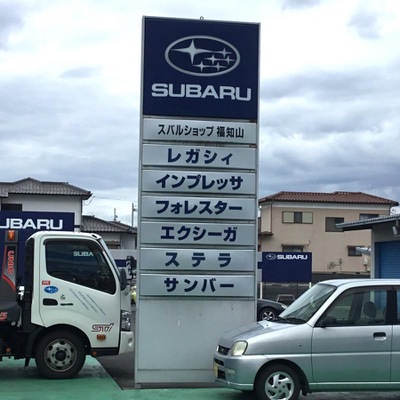 SUBARU
スバルショップ 福知山
レガシィ
インプレッサ
フォレスター
エクシーガ
ステラ
サンバー
SUBARU
SUBA
STI
SUBARU